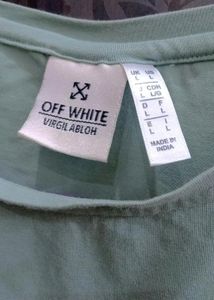 OFF WHITE
VIRGIL ABLOH
UK US
L L
J CDN
L L/G
D F
L L
E I
L L
MADE IN
INDIA